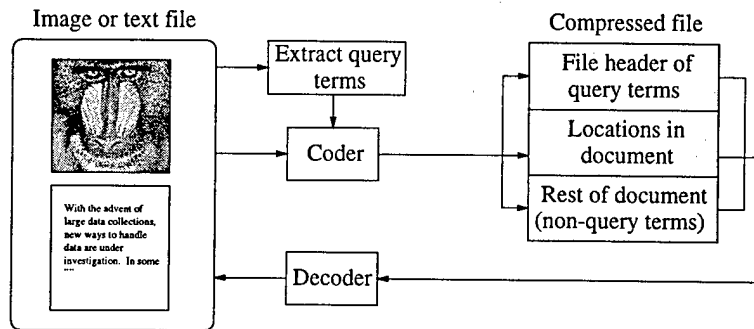 Image or text file
With the advent of
large data collections,
new ways to handle
data are under
investigation. In some
""
Extract query
terms
Coder
Decoder
Compressed file
File header of
query terms
Locations in
document
Rest of document
(non-query terms)